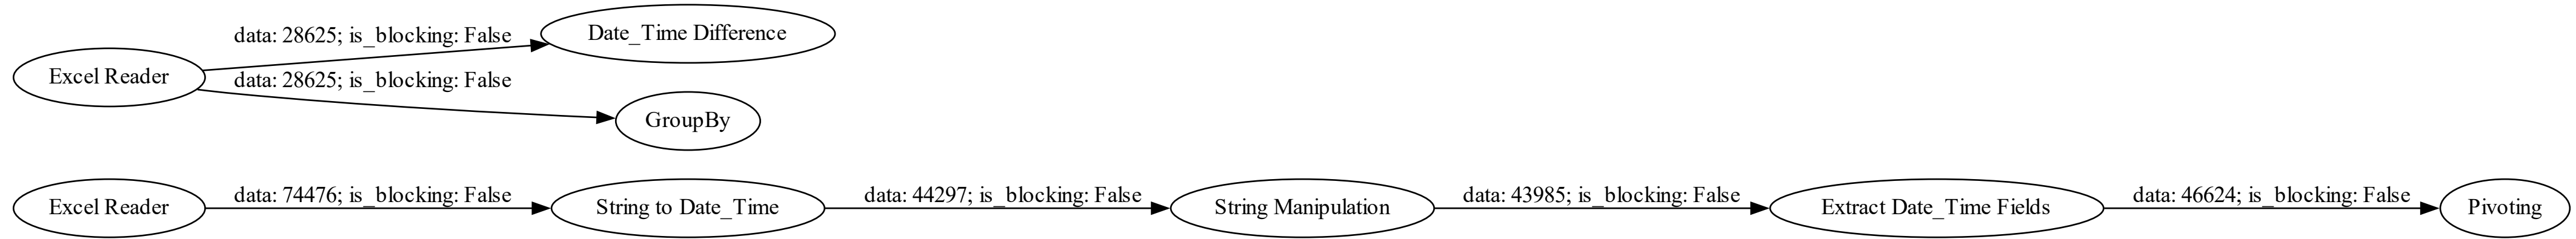 Excel Reader
data: 28625; is_blocking: False
Date_Time Difference
data: 28625; is_blocking: False
GroupBy
Excel Reader
data: 74476; is_blocking: False
String to Date_Time
data: 44297; is_blocking: False
String Manipulation
data: 43985; is_blocking: False
Extract Date_Time Fields
data: 46624; is_blocking: False
Pivoting